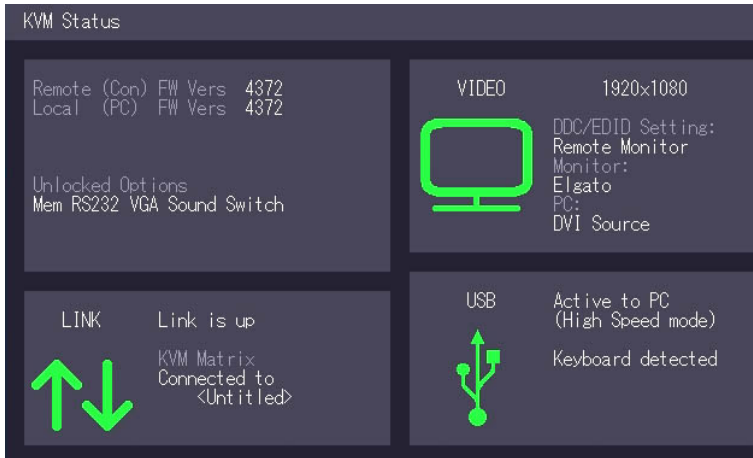 KVM Status
Remote (Con) FW Vers 4372
Local (PC) FW Vers 4372
Unlocked Options
Mem RS232 VGA Sound Switch
VIDEO 1920x1080
DDC/EDID Setting:
Remote Monitor
Monitor:
Elgato
PC:
DVI Source
LINK Link is up
KVM Matrix
Connected to
<Untitled>
USB Active to PC
(High Speed mode)
Keyboard detected